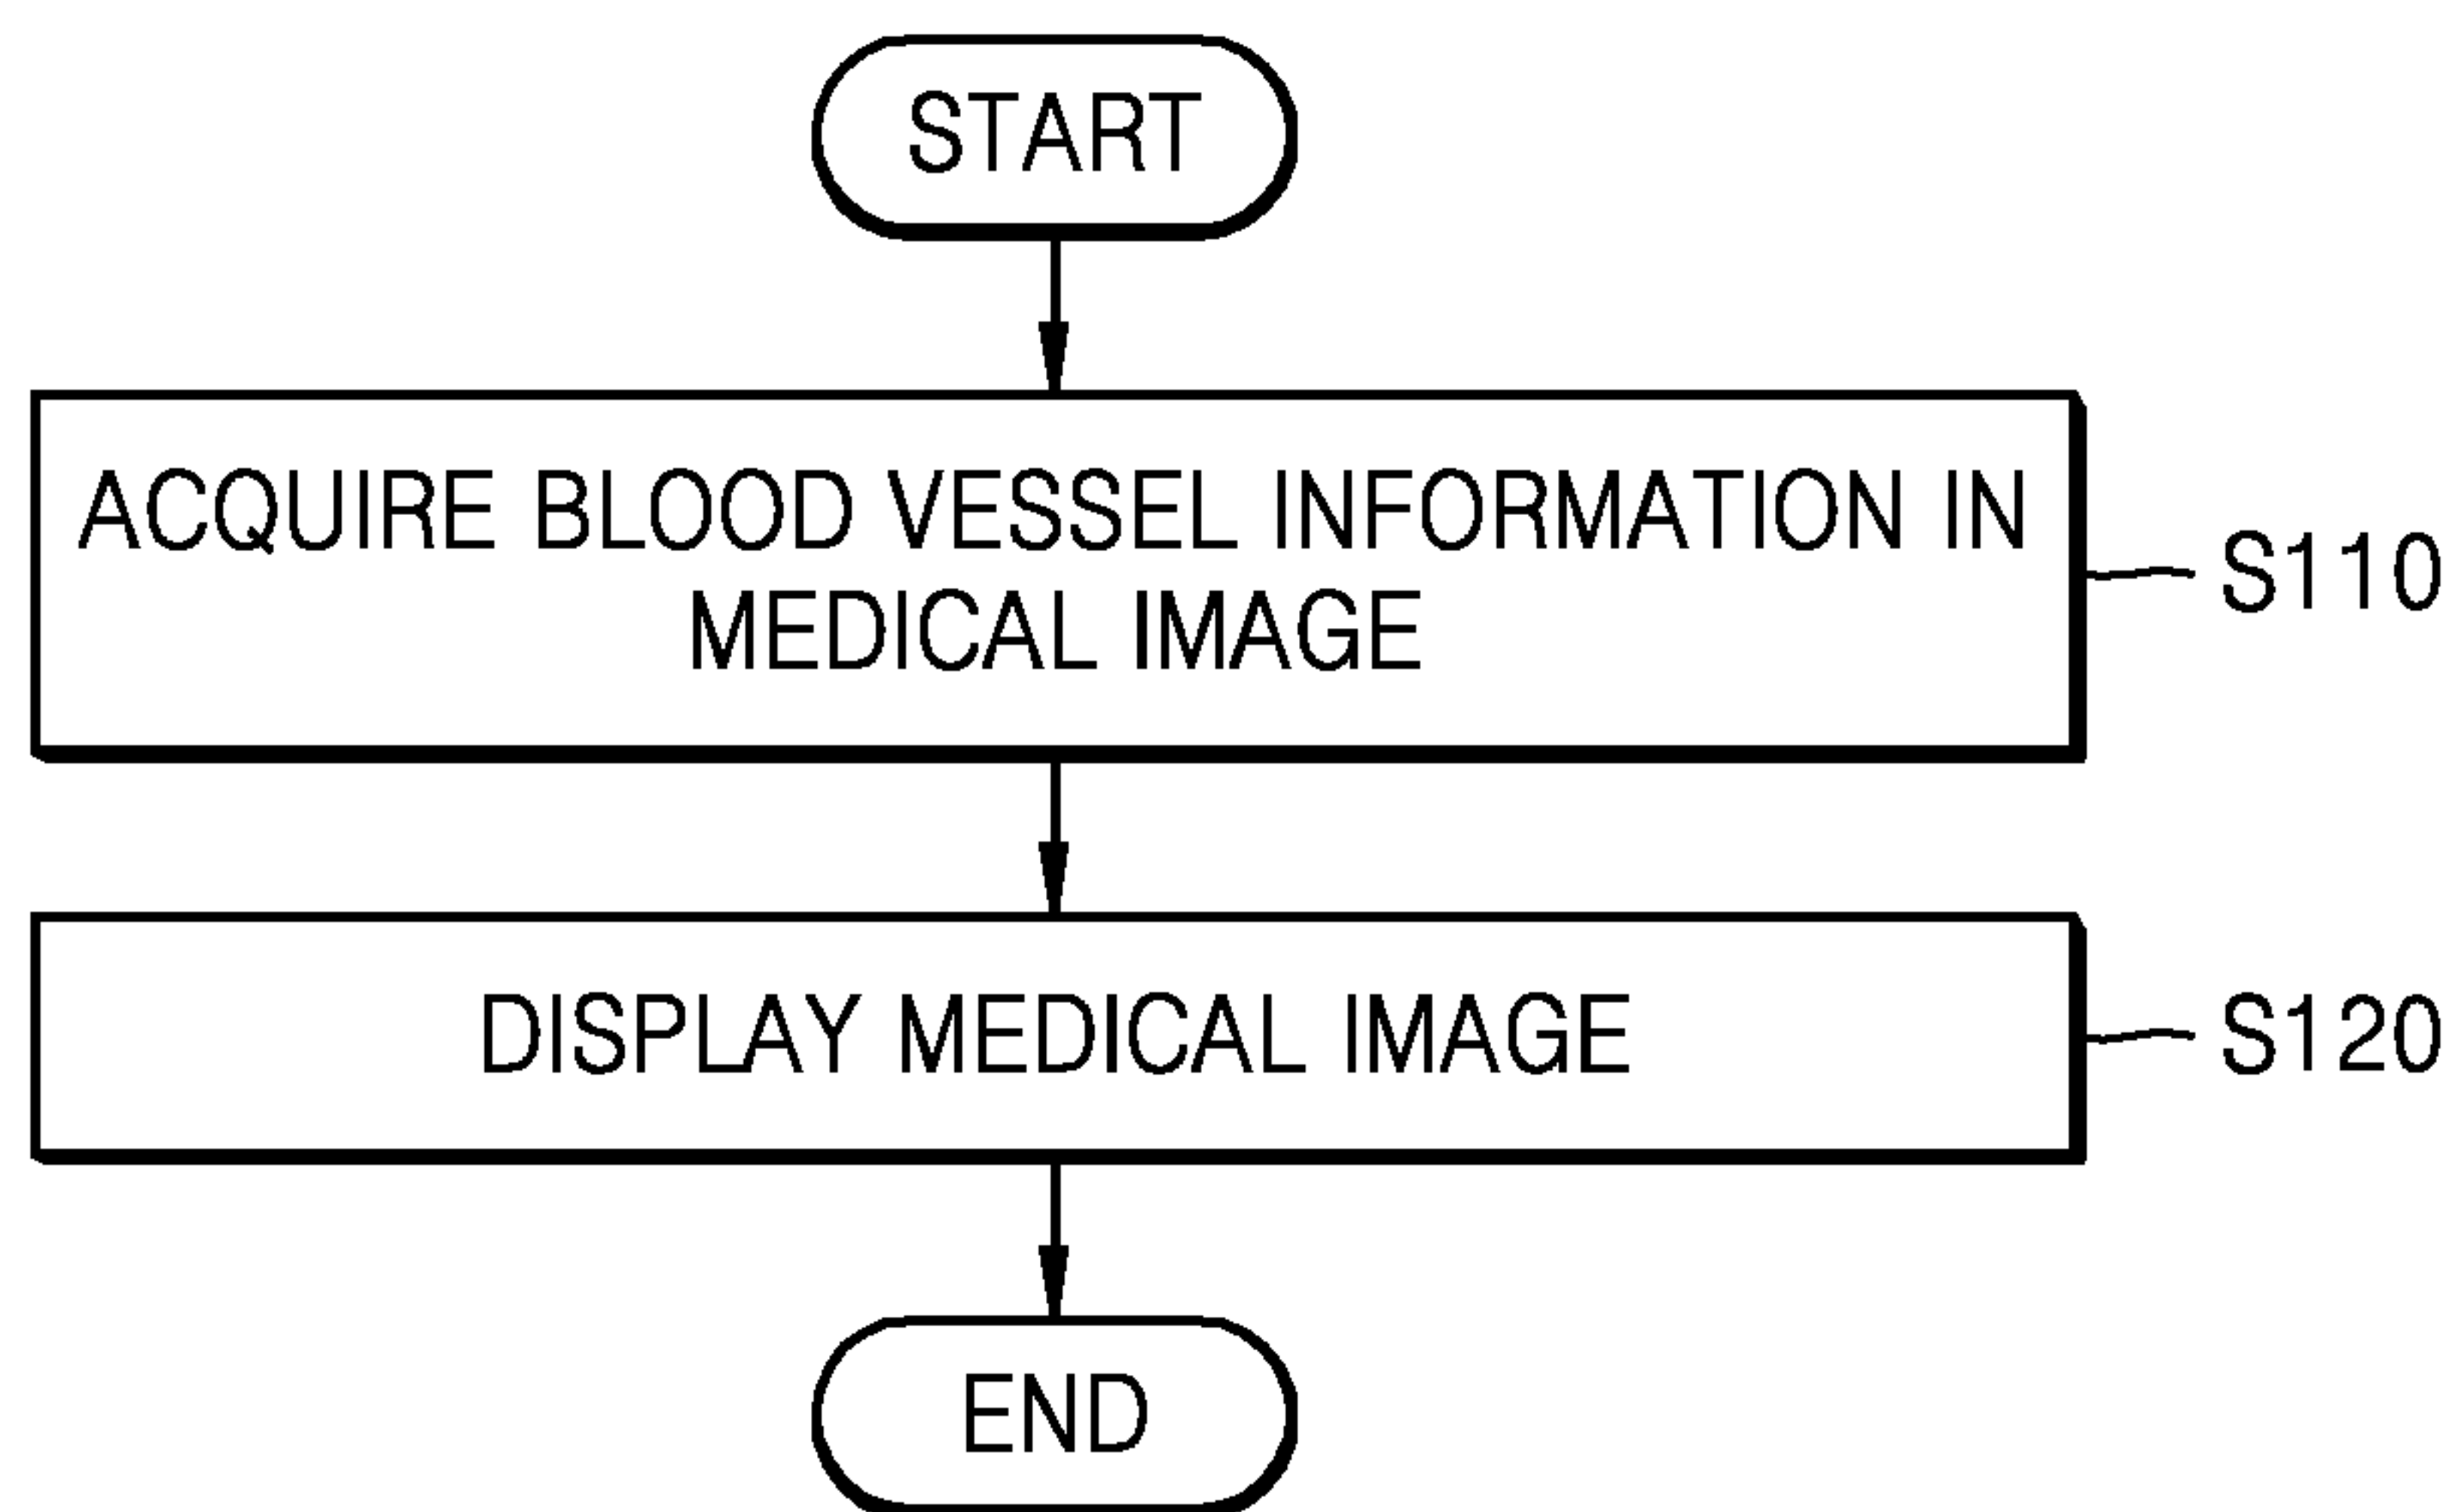 START
ACQUIRE BLOOD VESSEL INFORMATION IN
MEDICAL IMAGE
S110
DISPLAY MEDICAL IMAGE
S120
END